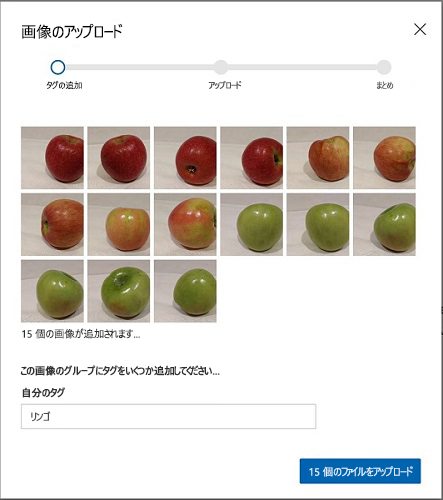 画像のアップロード
タグの追加
アップロード
まとめ
15 個の画像が追加されます...
この画像のグループにタグをいくつか追加してください...
自分のタグ
リンゴ
15 個のファイルをアップロード